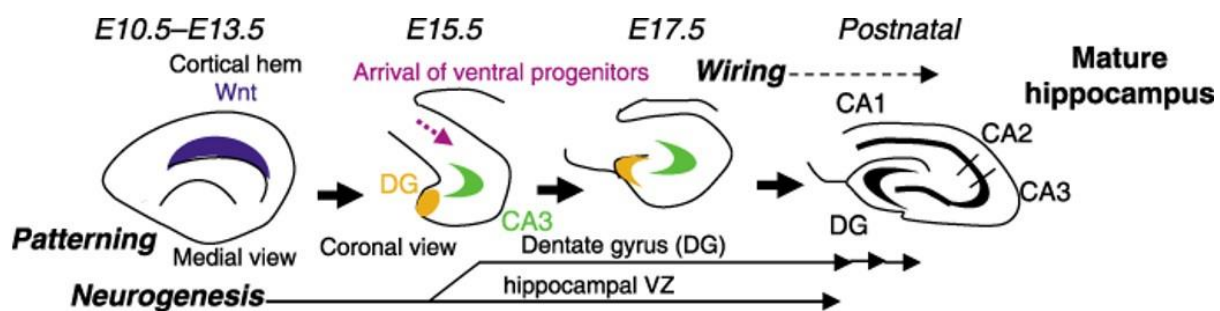 E10.5–E13.5
E15.5
E17.5
Postnatal
Cortical hem
Wnt
Arrival of ventral progenitors
Wiring
Mature
hippocampus
CA1
CA2
CA3
DG
DG
CA3
Patterning
Medial view
Coronal view
Dentate gyrus (DG)
hippocampal VZ
Neurogenesis